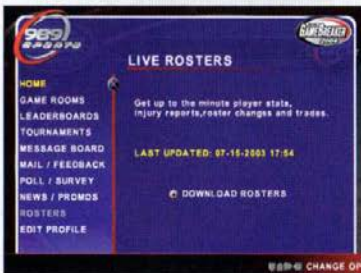 989
SPORTS
GAMEBREAKER
LIVE ROSTERS
HOME
GAME ROOMS
LEADERBOARDS
TOURNAMENTS
MESSAGE BOARD
MAIL / FEEDBACK
POLL / SURVEY
NEWS / PROMOS
ROSTERS
EDIT PROFILE
Get up to the minute player stats,
injury reports,roster changes and trades.
LAST UPDATED: 07-15-2003 17:54
DOWNLOAD ROSTERS
CHANGE OP